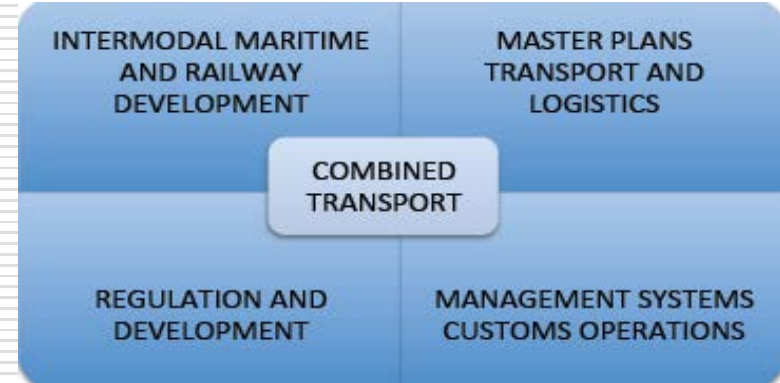 INTERMODAL MARITIME
AND RAILWAY
DEVELOPMENT
MASTER PLANS
TRANSPORT AND
LOGISTICS
COMBINED
TRANSPORT
REGULATION AND
DEVELOPMENT
MANAGEMENT SYSTEMS
CUSTOMS OPERATIONS